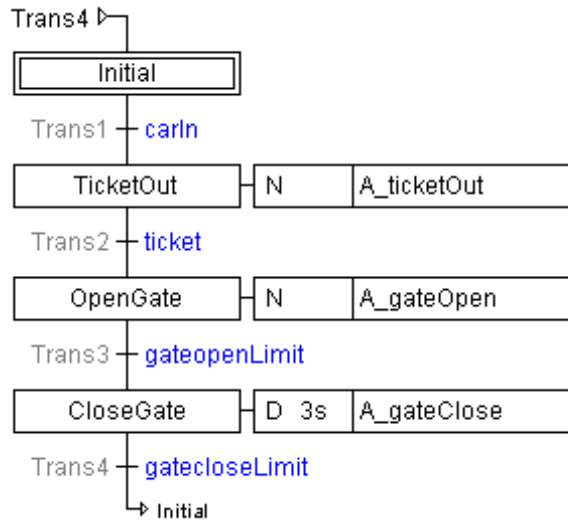 Trans4
Initial
Trans1 carIn
TicketOut N A_ticketOut
Trans2 ticket
OpenGate N A_gateOpen
Trans3 gateopenLimit
CloseGate D 3s A_gateClose
Trans4 gatecloseLimit
Initial